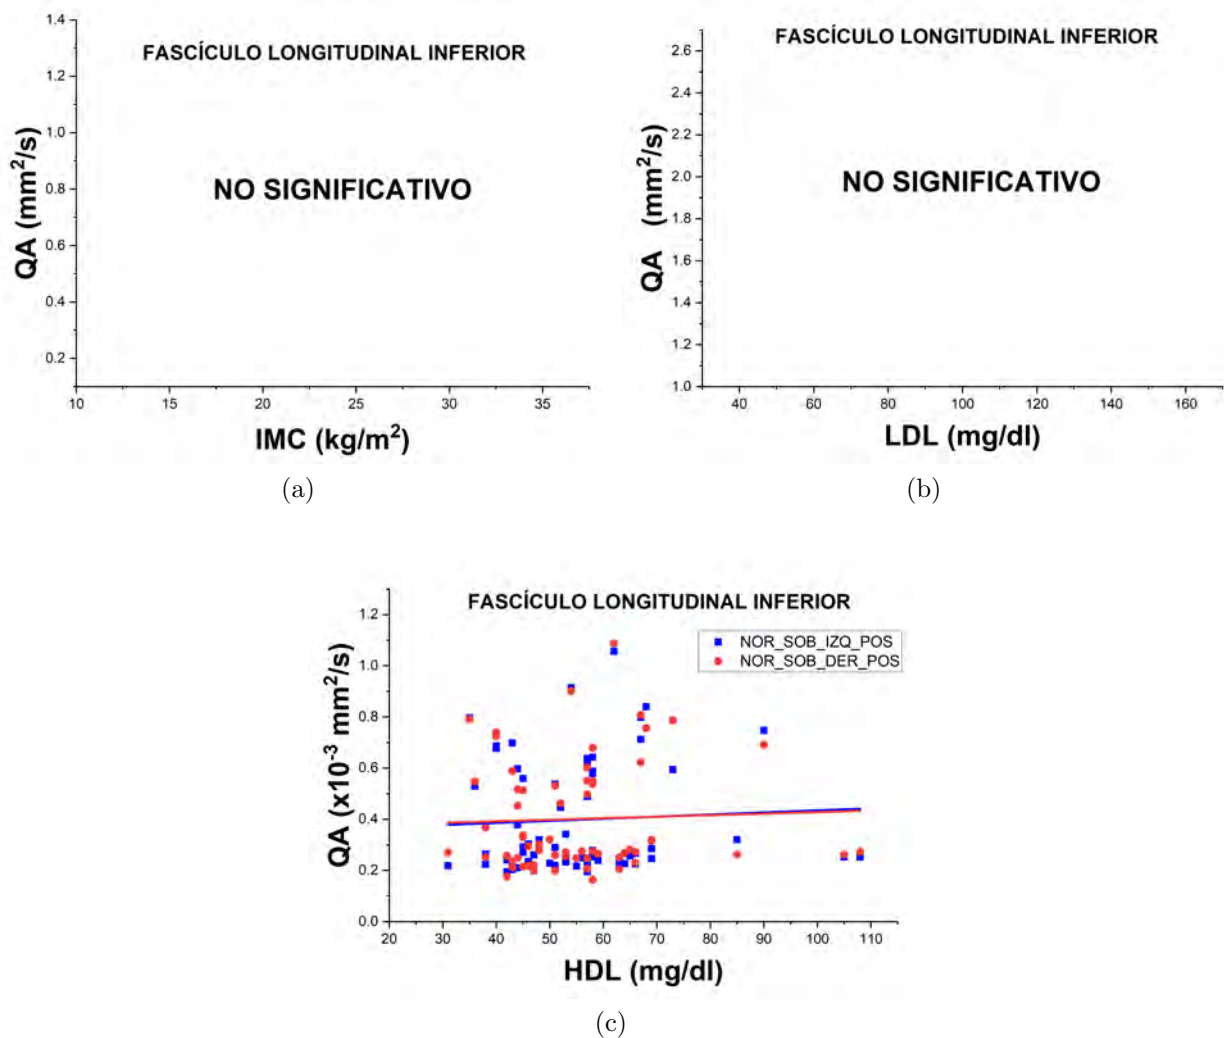 FASCÍCULO LONGITUDINAL INFERIOR
1.4
1.2
1.0
0.8
0.6
0.4
0.2
QA (mm²/s)
NO SIGNIFICATIVO
10 15 20 25 30 35
IMC (kg/m²)
(a)
FASCÍCULO LONGITUDINAL INFERIOR
2.6
2.4
2.2
2.0
1.8
1.6
1.4
1.2
1.0
QA (mm²/s)
NO SIGNIFICATIVO
40 60 80 100 120 140 160
LDL (mg/dl)
(b)
FASCÍCULO LONGITUDINAL INFERIOR
NOR_SOB_IZQ_POS
NOR_SOB_DER_POS
1.2
1.0
0.8
0.6
0.4
0.2
0.0
QA (x10⁻³ mm²/s)
20 30 40 50 60 70 80 90 100 110
HDL (mg/dl)
(c)